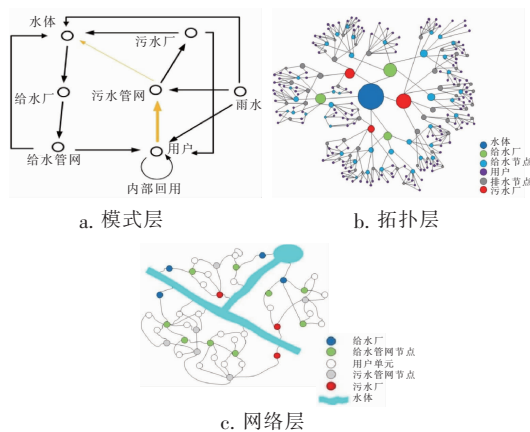 水体
污水厂
给水厂
污水管网
雨水
给水管网
用户
内部回用
a. 模式层
水体
给水厂
给水节点
用户
排水节点
污水厂
b. 拓扑层
给水厂
给水管网节点
用户单元
污水管网节点
污水厂
水体
c. 网络层